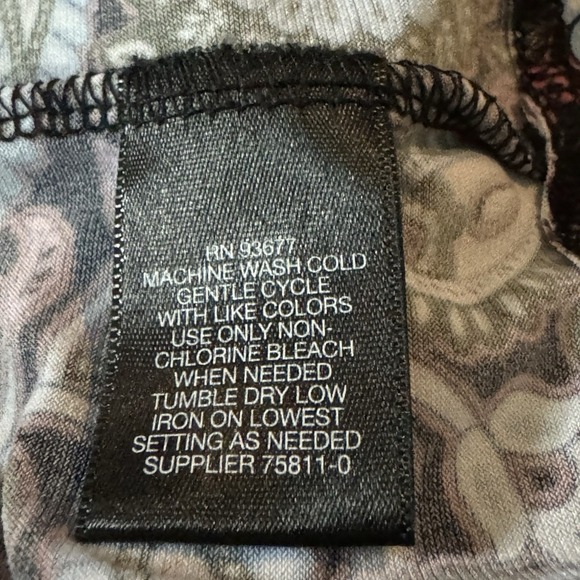 RN 93677
MACHINE WASH COLD
GENTLE CYCLE
WITH LIKE COLORS
USE ONLY NON-
CHLORINE BLEACH
WHEN NEEDED
TUMBLE DRY LOW
IRON ON LOWEST
SETTING AS NEEDED
SUPPLIER 75811-0